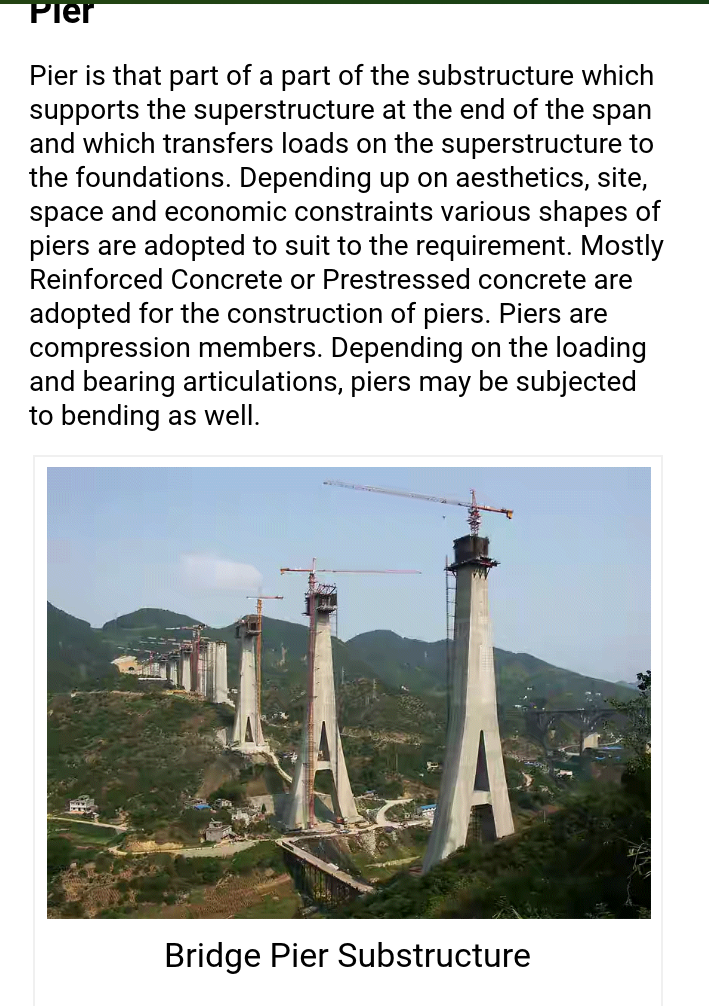 Pier
Pier is that part of a part of the substructure which
supports the superstructure at the end of the span
and which transfers loads on the superstructure to
the foundations. Depending up on aesthetics, site,
space and economic constraints various shapes of
piers are adopted to suit to the requirement. Mostly
Reinforced Concrete or Prestressed concrete are
adopted for the construction of piers. Piers are
compression members. Depending on the loading
and bearing articulations, piers may be subjected
to bending as well.
Bridge Pier Substructure